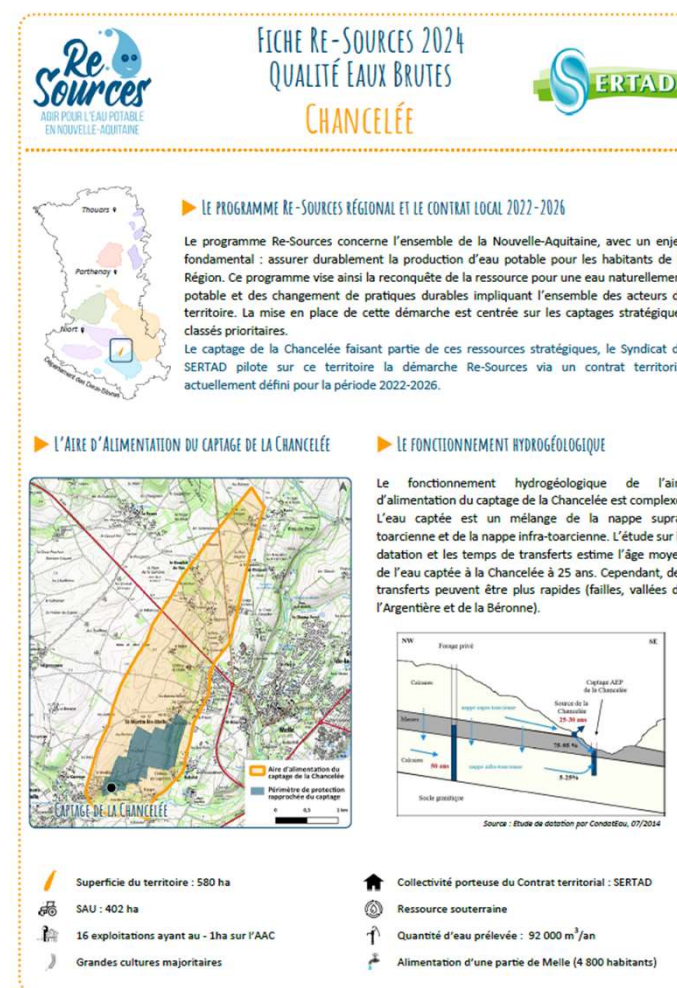 Re
Sources
AGIR POUR L'EAU POTABLE
EN NOUVELLE-AQUITAINE
FICHE RE-SOURCES 2024
QUALITÉ EAUX BRUTES
CHANCELÉE
SERTAD
LE PROGRAMME RE-SOURCES RÉGIONAL ET LE CONTRAT LOCAL 2022-2026
Thouars
Parthenay
Niort
Département des Deux-Sèvres
Le programme Re-Sources concerne l'ensemble de la Nouvelle-Aquitaine, avec un enje
fondamental : assurer durablement la production d'eau potable pour les habitants de
Région. Ce programme vise ainsi la reconquête de la ressource pour une eau naturellemen
potable et des changement de pratiques durables impliquant l'ensemble des acteurs d
territoire. La mise en place de cette démarche est centrée sur les captages stratégique
classés prioritaires.
Le captage de la Chancelée faisant partie de ces ressources stratégiques, le Syndicat d
SERTAD pilote sur ce territoire la démarche Re-Sources via un contrat territori
actuellement défini pour la période 2022-2026.
L'AIRE D'ALIMENTATION DU CAPTAGE DE LA CHANCELÉE
Melle
CAPTAGE DE LA CHANCELÉE
Aire d'alimentation du
captage de la Chancelée
Périmètre de protection
rapprochée du captage
0 0,5 1 km
LE FONCTIONNEMENT HYDROGÉOLOGIQUE
Le fonctionnement hydrogéologique de l'air
d'alimentation du captage de la Chancelée est complexe
L'eau captée est un mélange de la nappe supra
toarcienne et de la nappe infra-toarcienne. L'étude sur l
datation et les temps de transferts estime l'âge moye
de l'eau captée à la Chancelée à 25 ans. Cependant, de
transferts peuvent être plus rapides (failles, vallées d
l'Argentière et de la Béronne).
NW
SE
Forage privé
Captage AEP
de la Chancelée
Calcaires
Source de la
Chancelée
25-30 ans
nappe supra-toarcienne
Marnes
Calcaires
50 ans
nappe infra-toarcienne
5-25%
Socle granitique
Source : Etude de datation par CondatEau, 07/2014
Superficie du territoire : 580 ha
SAU : 402 ha
16 exploitations ayant au - 1ha sur l'AAC
Grandes cultures majoritaires
Collectivité porteuse du Contrat territorial : SERTAD
Ressource souterraine
Quantité d'eau prélevée : 92 000 m³/an
Alimentation d'une partie de Melle (4 800 habitants)